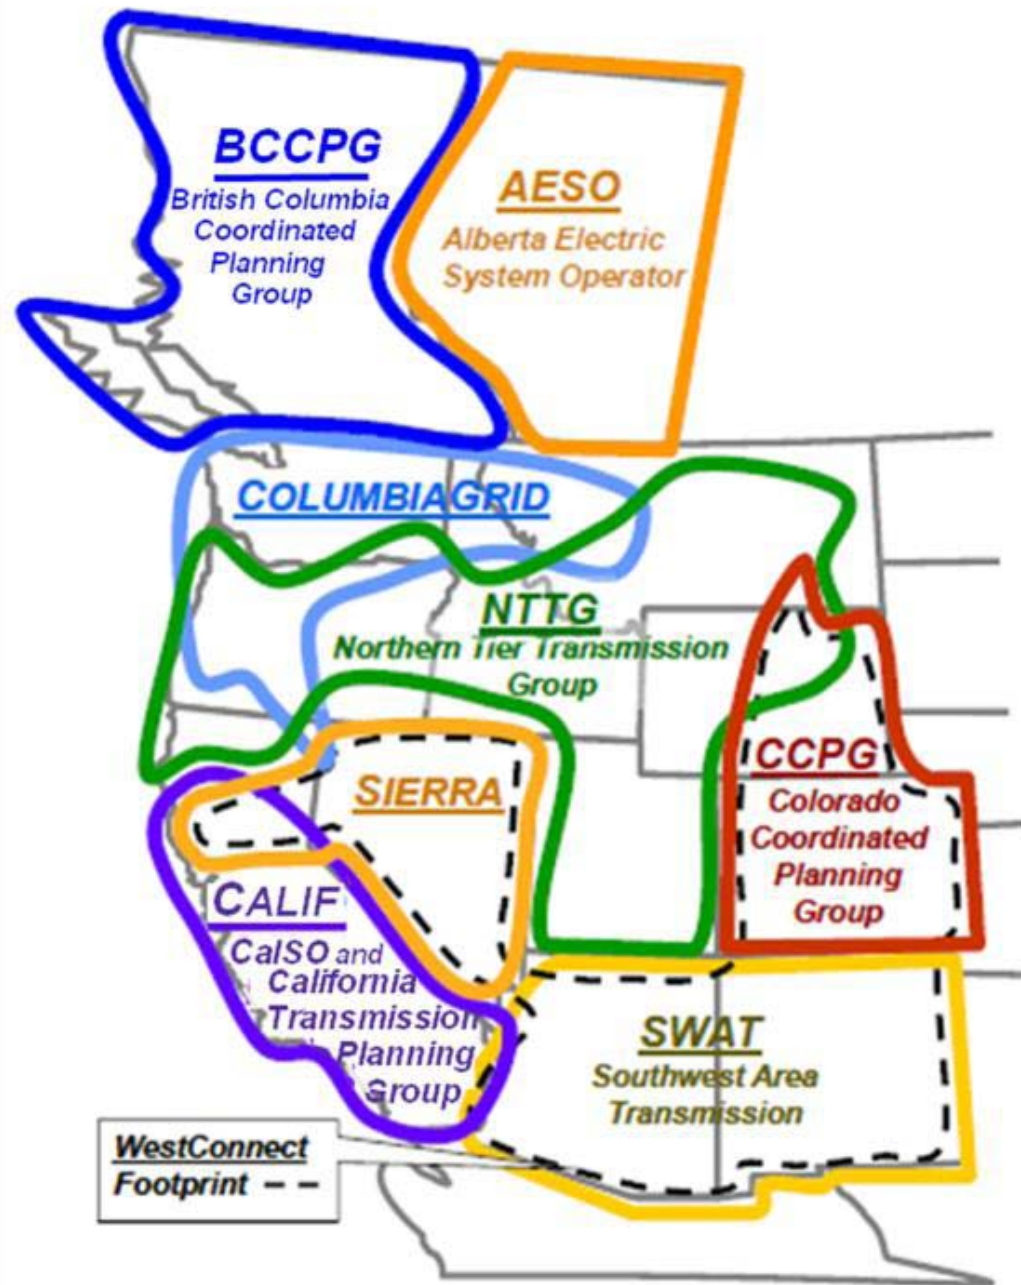 BCCPG
British Columbia
Coordinated
Planning
Group
AESO
Alberta Electric
System Operator
COLUMBIAGRID
NTTG
Northern Tier Transmission
Group
SIERRA
CCPG
Colorado
Coordinated
Planning
Group
CALIF
CaISO and
California
Transmission
Planning
Group
SWAT
Southwest Area
Transmission
WestConnect
Footprint